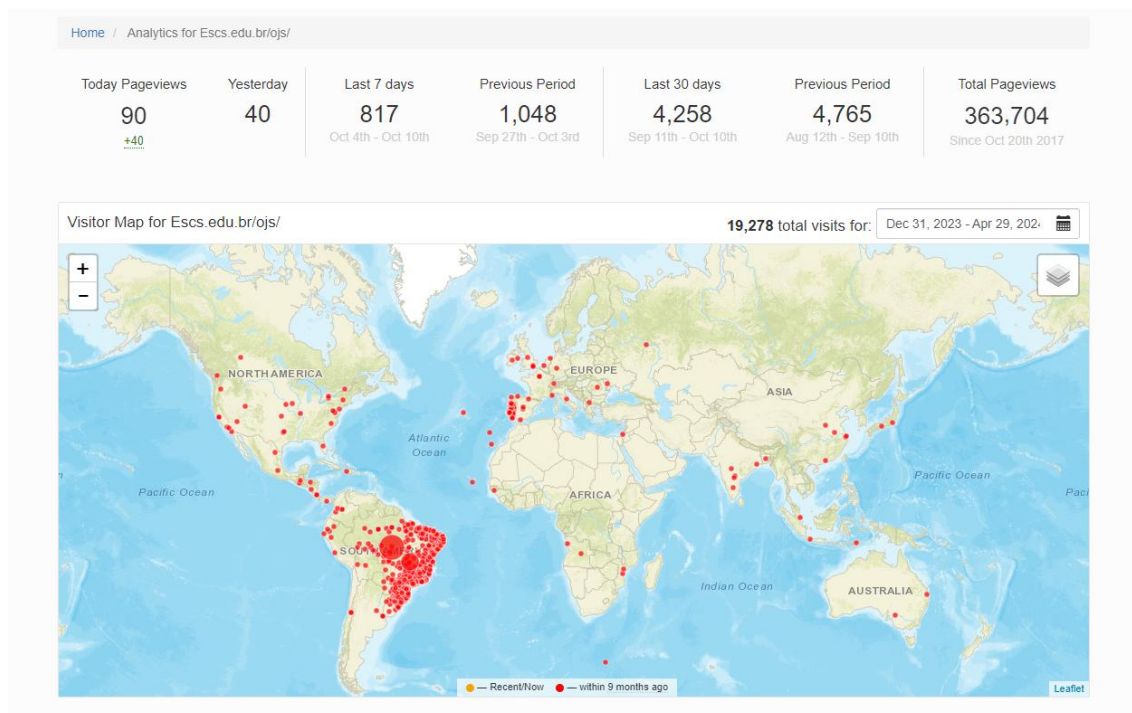 Home / Analytics for Escs.edu.br/ojs/
Today Pageviews Yesterday Last 7 days Previous Period Last 30 days Previous Period Total Pageviews
90 40 817 1,048 4,258 4,765 363,704
+40 Oct 4th - Oct 10th Sep 27th - Oct 3rd Sep 11th - Oct 10th Aug 12th - Sep 10th Since Oct 20th 2017
Visitor Map for Escs.edu.br/ojs/ 19,278 total visits for: Dec 31, 2023 - Apr 29, 202
+
−
NORTH AMERICA EUROPE
ASIA
Atlantic
Ocean
Pacific Ocean
Pacific Ocean
Paci
AFRICA
Indian Ocean
AUSTRALIA
— Recent/Now — within 9 months ago
Leaflet